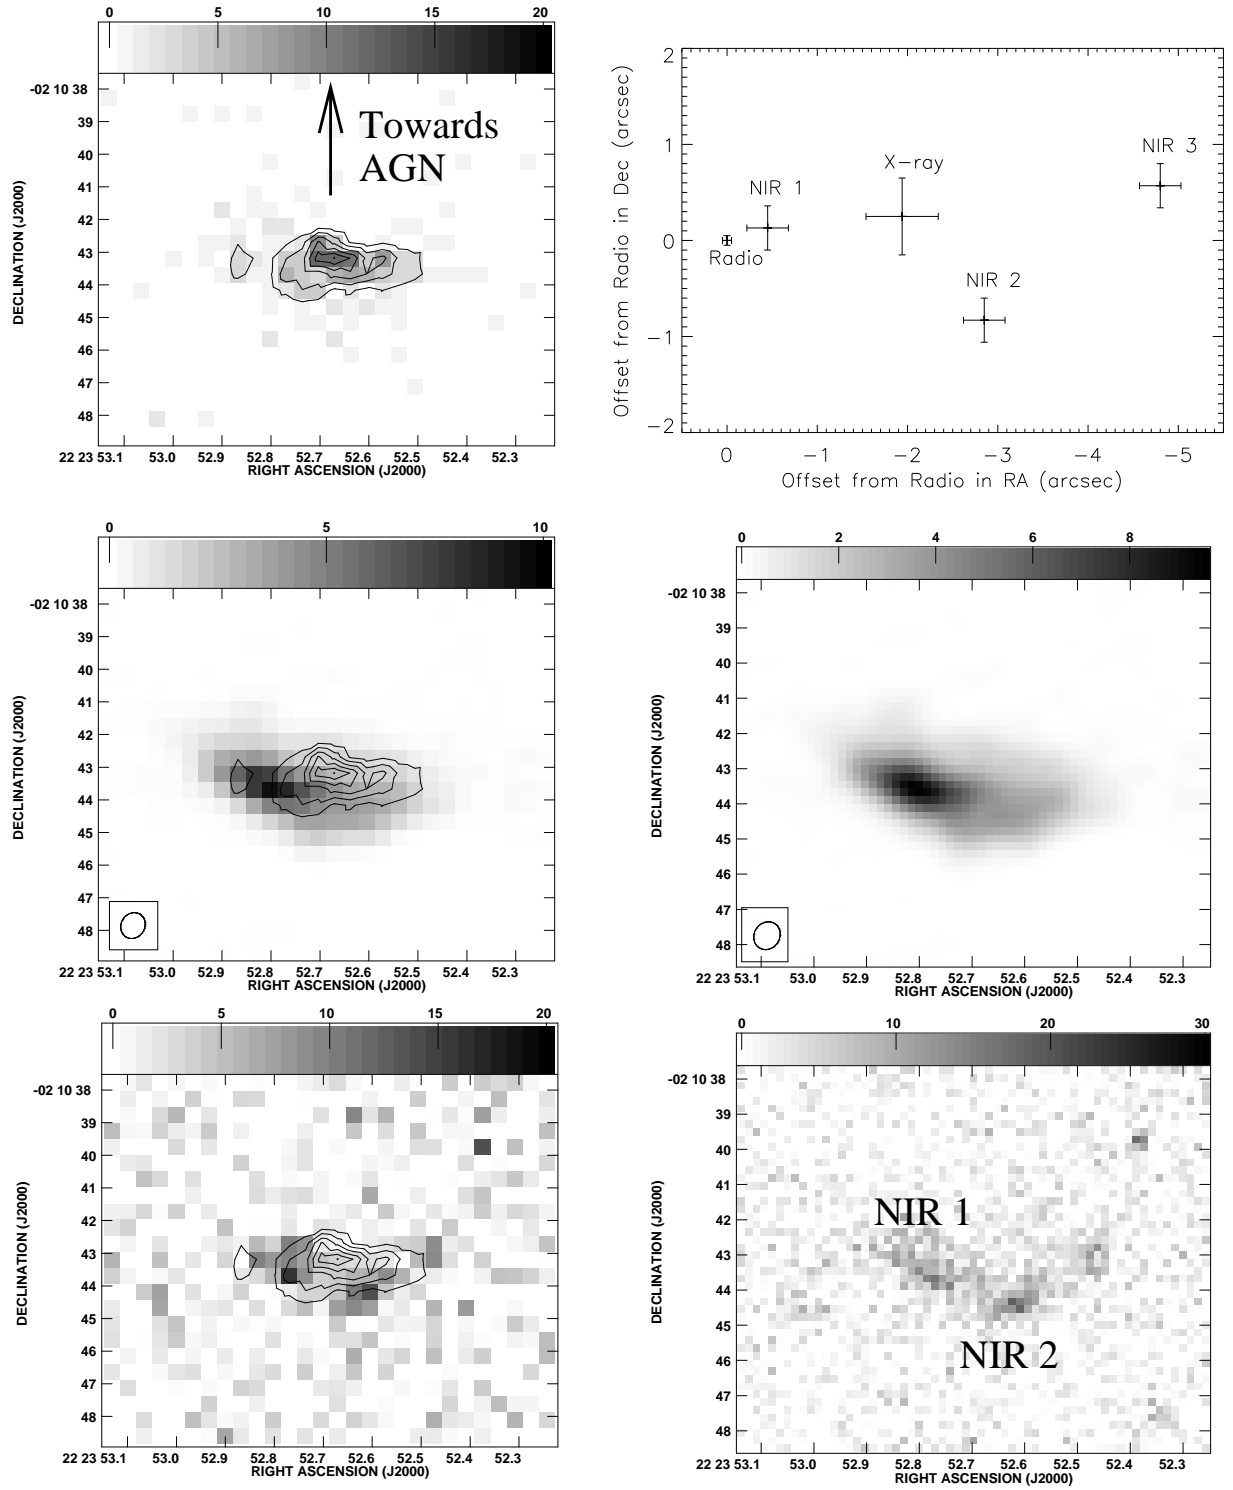 0 5 10 15 20
-02 10 38
39
40
41
42
43
44
45
46
47
48
DECLINATION (J2000)
Towards
AGN
22 23 53.1 53.0 52.9 52.8 52.7 52.6 52.5 52.4 52.3
RIGHT ASCENSION (J2000)
2
1
0
−1
−2
Offset from Radio in Dec (arcsec)
NIR 3
X−ray
NIR 1
Radio
NIR 2
0 −1 −2 −3 −4 −5
Offset from Radio in RA (arcsec)
0 5 10
-02 10 38
39
40
41
42
43
44
45
46
47
48
DECLINATION (J2000)
22 23 53.1 53.0 52.9 52.8 52.7 52.6 52.5 52.4 52.3
RIGHT ASCENSION (J2000)
0 2 4 6 8
-02 10 38
39
40
41
42
43
44
45
46
47
48
DECLINATION (J2000)
22 23 53.1 53.0 52.9 52.8 52.7 52.6 52.5 52.4 52.3
RIGHT ASCENSION (J2000)
0 5 10 15 20
-02 10 38
39
40
41
42
43
44
45
46
47
48
DECLINATION (J2000)
22 23 53.1 53.0 52.9 52.8 52.7 52.6 52.5 52.4 52.3
RIGHT ASCENSION (J2000)
0 10 20 30
-02 10 38
39
40
41
42
43
44
45
46
47
48
DECLINATION (J2000)
NIR 1
NIR 2
22 23 53.1 53.0 52.9 52.8 52.7 52.6 52.5 52.4 52.3
RIGHT ASCENSION (J2000)